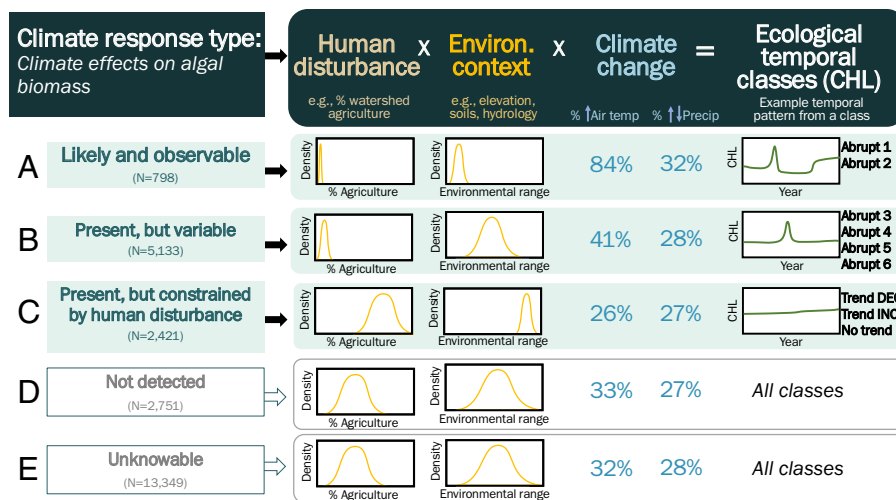 Climate response type:
Climate effects on algal
biomass
Human
disturbance
e.g., % watershed
agriculture
x
Environ.
context
e.g., elevation,
soils, hydrology
x
Climate
change
% ↑Air temp % ↑↓Precip
=
Ecological
temporal
classes (CHL)
Example temporal
pattern from a class
A
Likely and observable
(N=798)
Density
% Agriculture
Density
Environmental range
84% 32%
CHL
Year
Abrupt 1
Abrupt 2
B
Present, but variable
(N=5,133)
Density
% Agriculture
Density
Environmental range
41% 28%
CHL
Year
Abrupt 3
Abrupt 4
Abrupt 5
Abrupt 6
C
Present, but constrained
by human disturbance
(N=2,421)
Density
% Agriculture
Density
Environmental range
26% 27%
CHL
Year
Trend DEC
Trend INC
No trend
D
Not detected
(N=2,751)
Density
% Agriculture
Density
Environmental range
33% 27%
All classes
E
Unknowable
(N=13,349)
Density
% Agriculture
Density
Environmental range
32% 28%
All classes